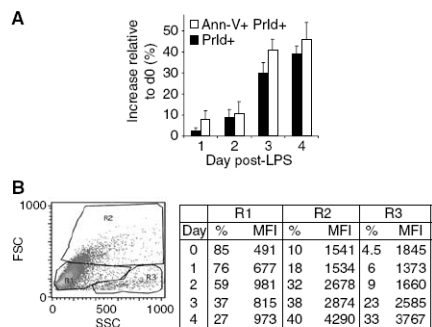 A
Increase relative
to d0 (%)
50
40
30
20
10
0
Ann-V+ PrId+
PrId+
1 2 3 4
Day post-LPS
B
FSC
1000
0
R2
R1
R3
0 1000
SSC
R1 R2 R3
Day % MFI % MFI % MFI
0 85 491 10 1541 4.5 1845
1 76 677 18 1534 6 1373
2 59 981 32 2678 9 1660
3 37 815 38 2874 23 2585
4 27 973 40 4290 33 3767